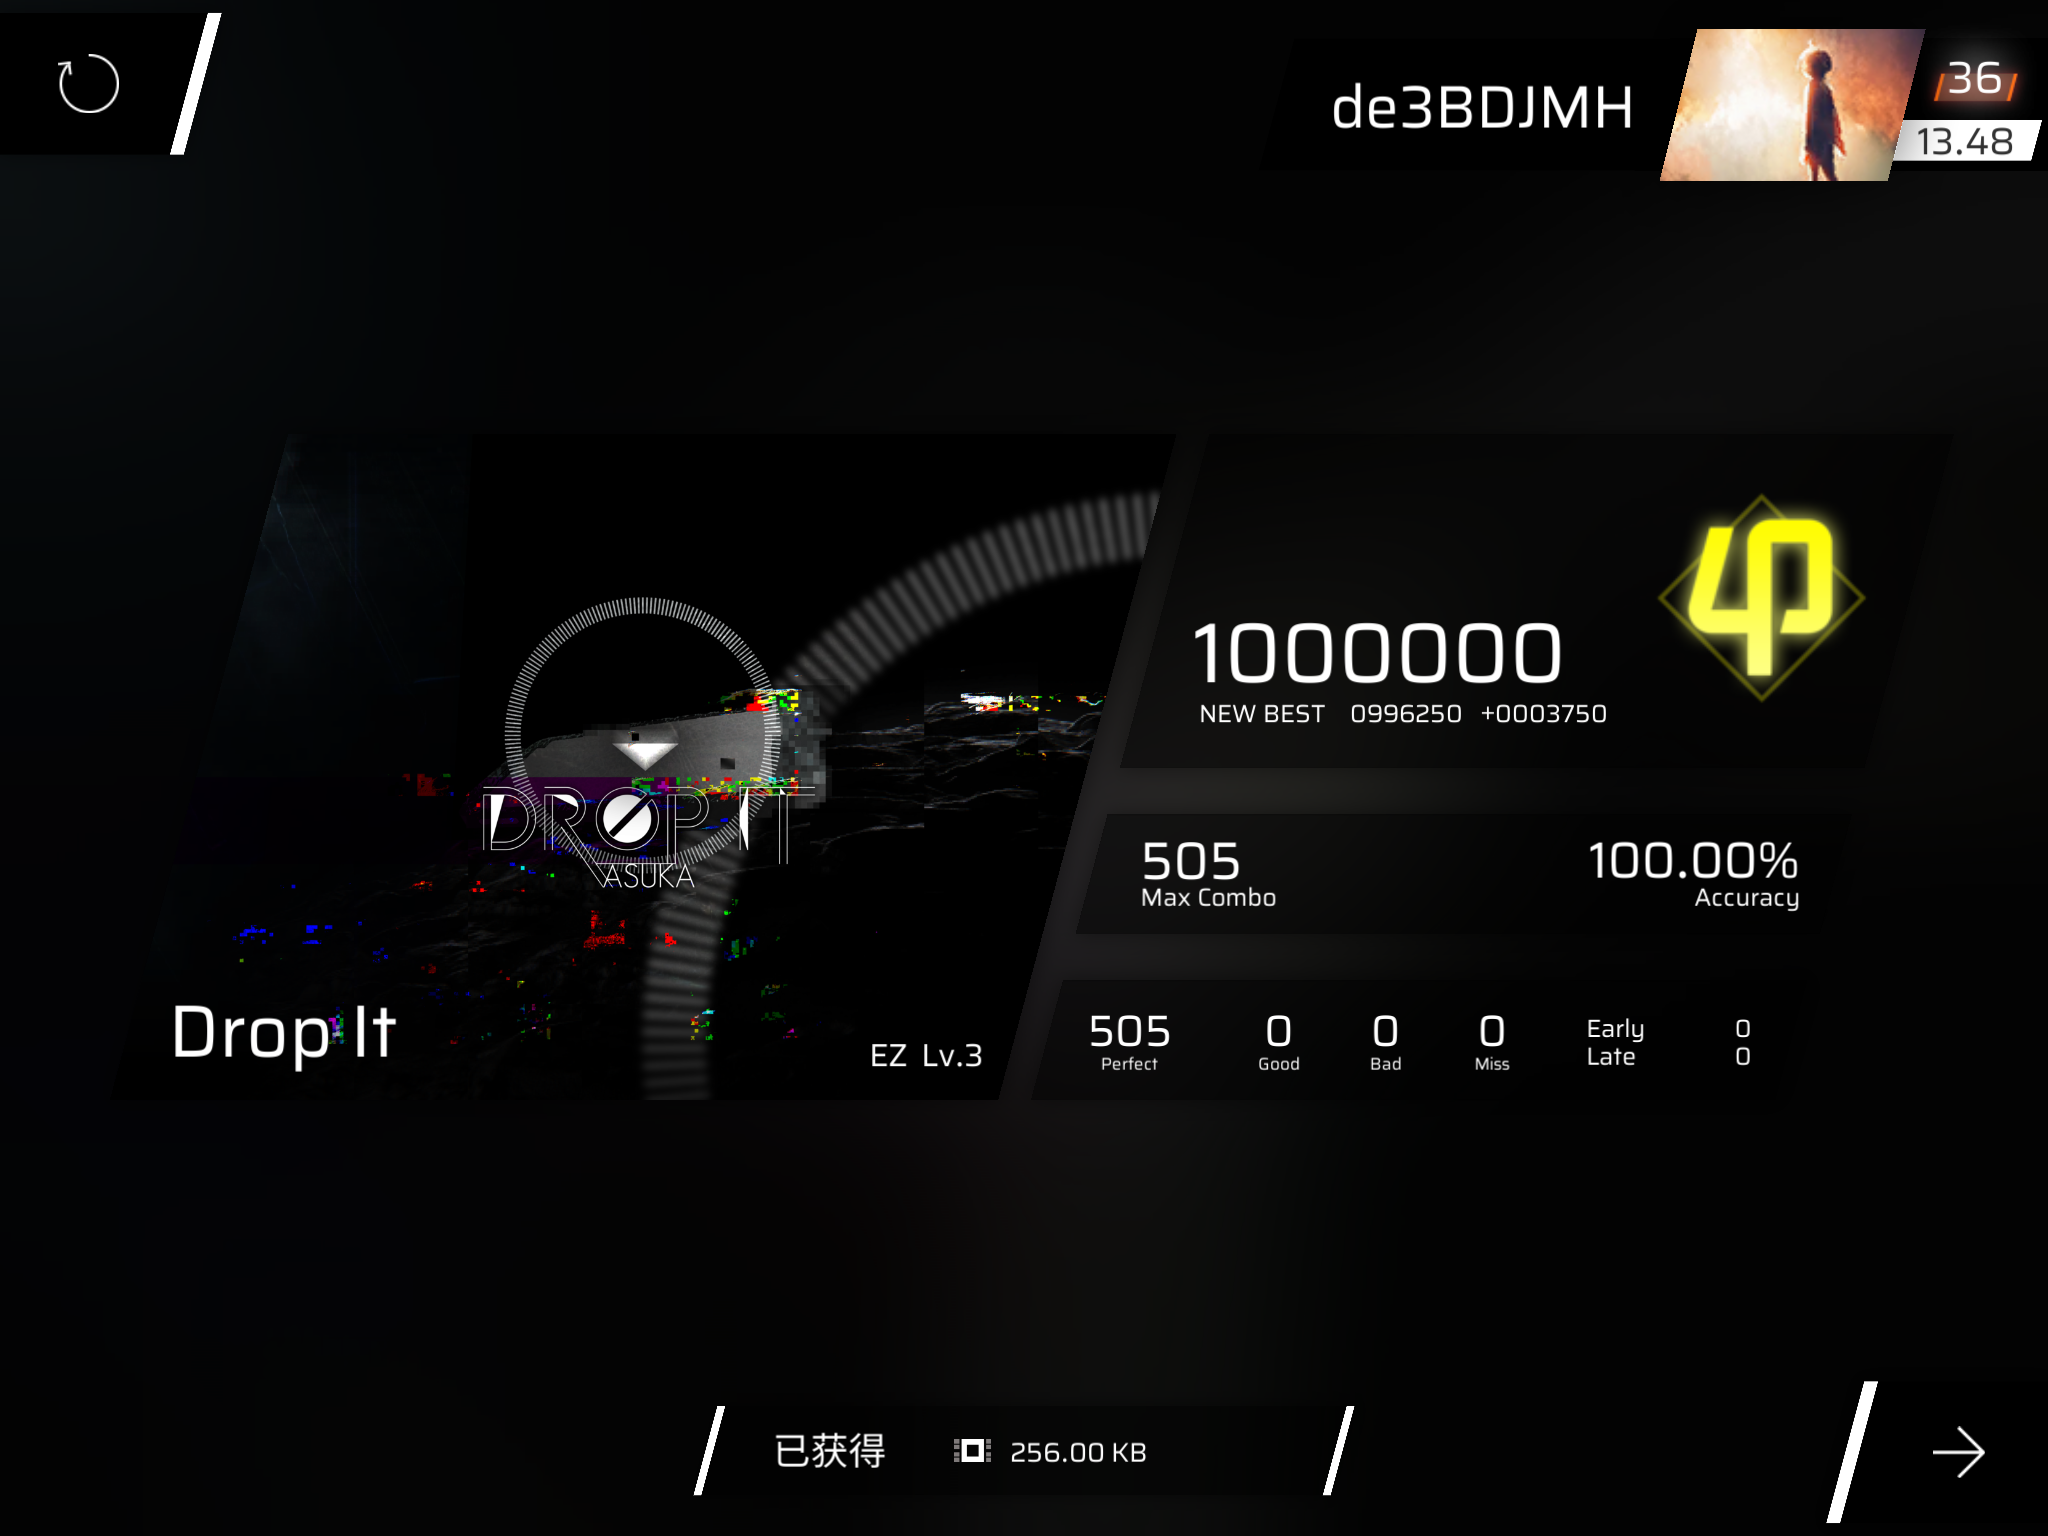 de3BDJMH
36
13.48
DROP IT
ASUKA
Drop It
EZ Lv.3
φ
1000000
NEW BEST 0996250 +0003750
505
Max Combo
100.00%
Accuracy
505 0 0 0
Perfect Good Bad Miss
Early 0
Late 0
已获得 256.00 KB